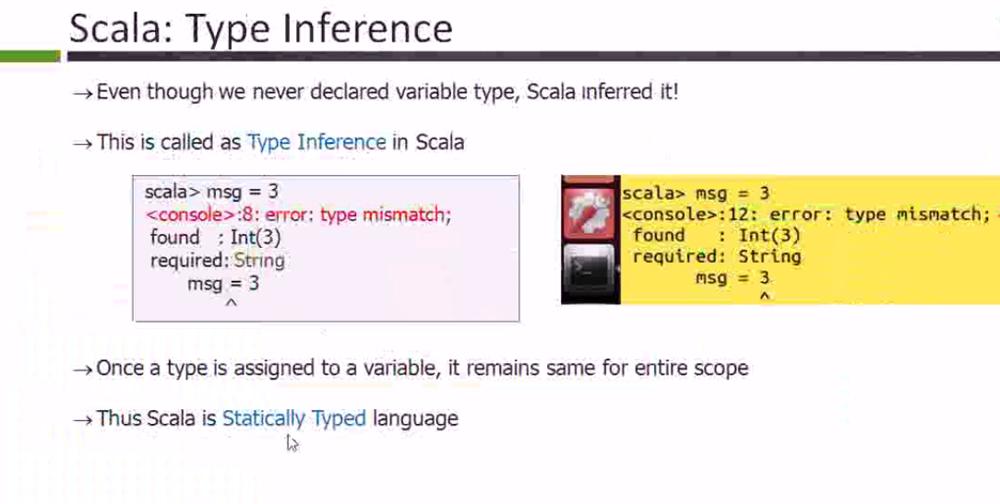 Scala: Type Inference
→Even though we never declared variable type, Scala inferred it!
→This is called as Type Inference in Scala
scala> msg = 3
<console>:8: error: type mismatch;
found : Int(3)
required: String
msg = 3
^
scala> msg = 3
<console>:12: error: type mismatch;
found : Int(3)
required: String
msg = 3
^
→Once a type is assigned to a variable, it remains same for entire scope
→Thus Scala is Statically Typed language